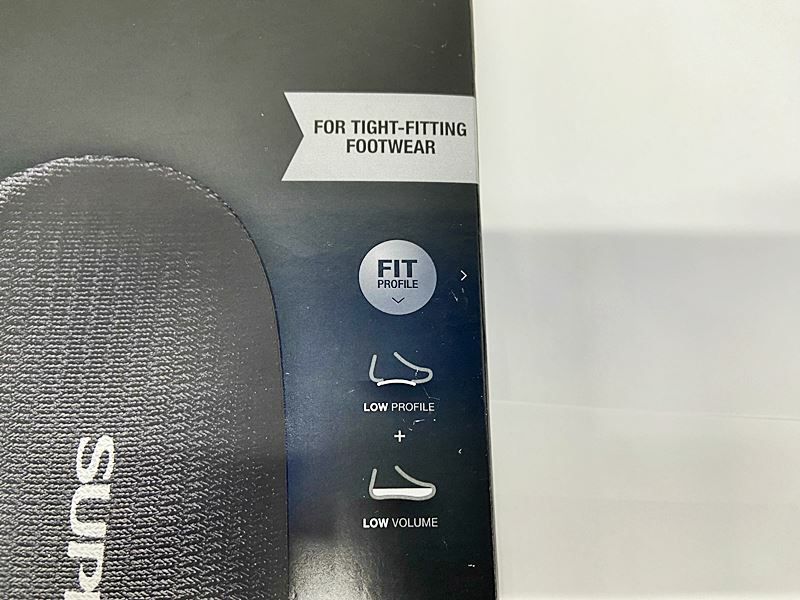 FOR TIGHT-FITTING
FOOTWEAR
FIT
PROFILE
LOW PROFILE
+
LOW VOLUME
SUP